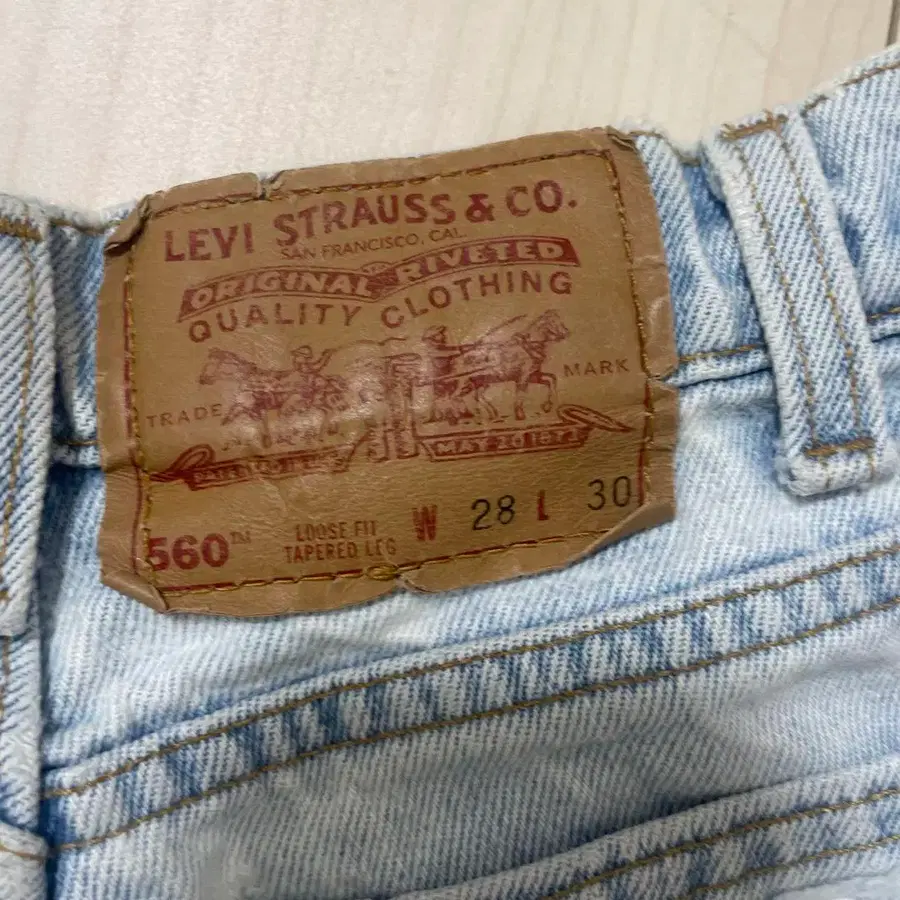 LEVI STRAUSS & CO.
SAN FRANCISCO, CAL.
ORIGINAL RIVETED
QUALITY CLOTHING
TRADE MARK
MAY 20 1873
560™ LOOSE FIT W 28 L 30
TAPERED LEG